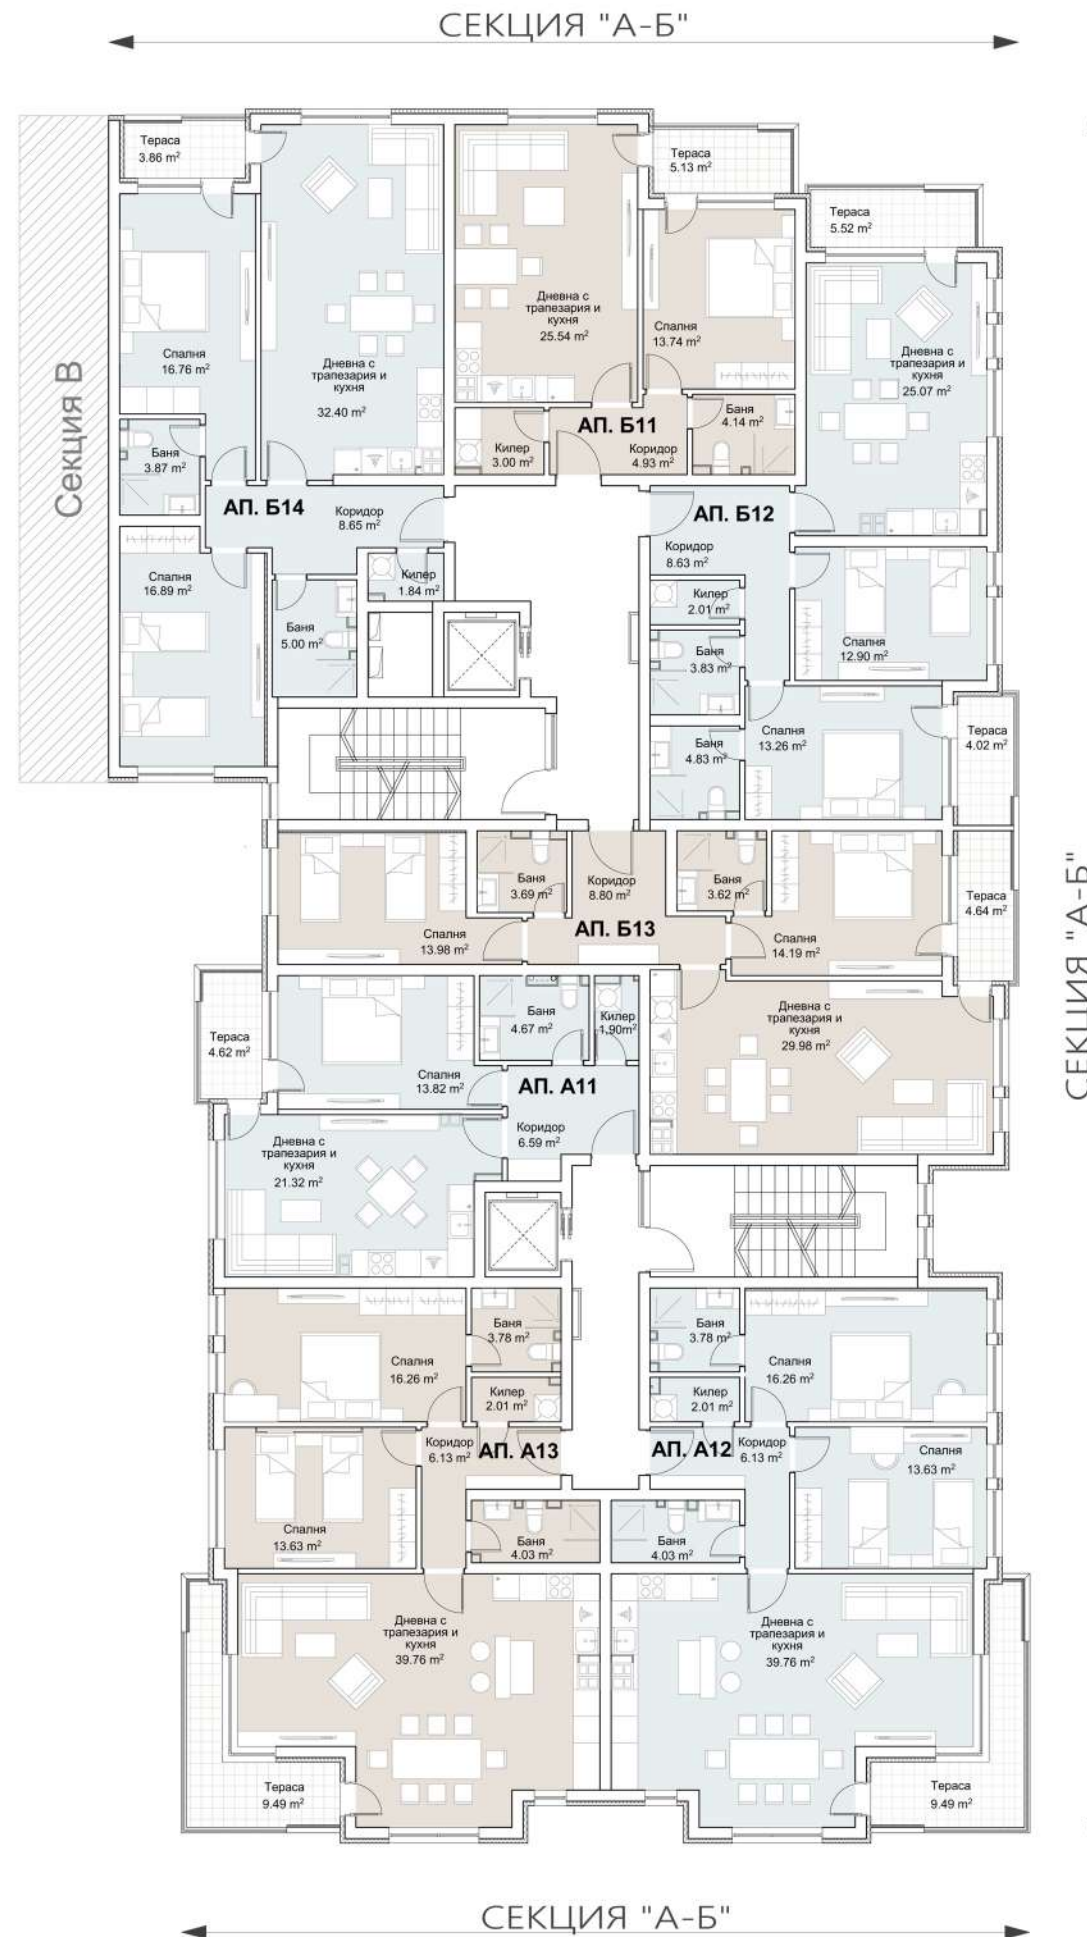 СЕКЦИЯ "А-Б"
Тераса
3.86 m²
Тераса
5.13 m²
Тераса
5.52 m²
Дневна с
трапезария и
кухня
25.54 m²
Спалня
13.74 m²
Спалня
16.76 m²
Дневна с
трапезария и
кухня
32.40 m²
Дневна с
трапезария и
кухня
25.07 m²
Секция В
Баня
3.87 m²
АП. Б11
Килер
3.00 m²
Коридор
4.93 m²
Баня
4.14 m²
АП. Б14
Коридор
8.65 m²
АП. Б12
Коридор
8.63 m²
Спалня
16.89 m²
Килер
1.84 m²
Килер
2.01 m²
Баня
5.00 m²
Баня
3.83 m²
Спалня
12.90 m²
Баня
4.83 m²
Спалня
13.26 m²
Тераса
4.02 m²
Баня
3.69 m²
Коридор
8.80 m²
Баня
3.62 m²
Тераса
4.64 m²
АП. Б13
Спалня
13.98 m²
Спалня
14.19 m²
СЕКЦИЯ "А-Б"
Тераса
4.62 m²
Баня
4.67 m²
Килер
1.90m²
Дневна с
трапезария и
кухня
29.98 m²
Спалня
13.82 m²
АП. А11
Коридор
6.59 m²
Дневна с
трапезария и
кухня
21.32 m²
Баня
3.78 m²
Баня
3.78 m²
Спалня
16.26 m²
Спалня
16.26 m²
Килер
2.01 m²
Килер
2.01 m²
Коридор
6.13 m²
АП. А13
АП. А12
Коридор
6.13 m²
Спалня
13.63 m²
Спалня
13.63 m²
Баня
4.03 m²
Баня
4.03 m²
Дневна с
трапезария и
кухня
39.76 m²
Дневна с
трапезария и
кухня
39.76 m²
Тераса
9.49 m²
Тераса
9.49 m²
СЕКЦИЯ "А-Б"